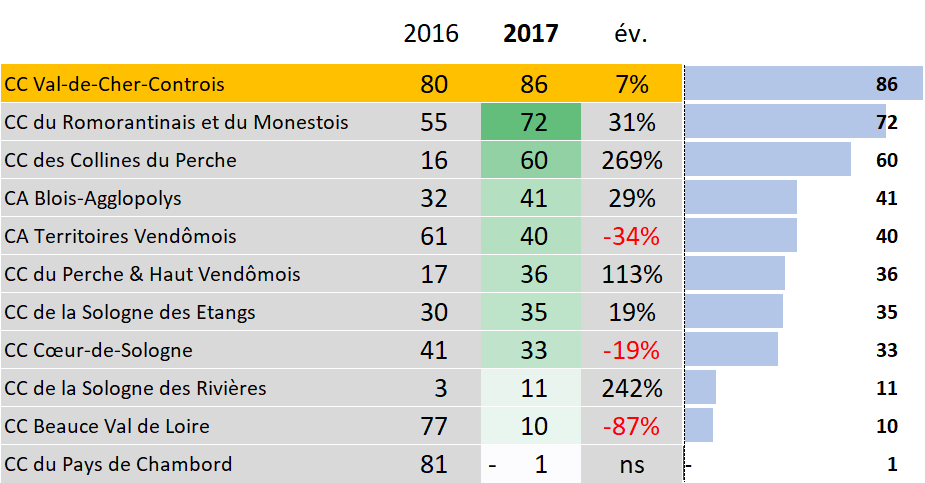 2016 2017 év.
CC Val-de-Cher-Controis 80 86 7% 86
CC du Romorantinais et du Monestois 55 72 31% 72
CC des Collines du Perche 16 60 269% 60
CA Blois-Agglopolys 32 41 29% 41
CA Territoires Vendômois 61 40 -34% 40
CC du Perche & Haut Vendômois 17 36 113% 36
CC de la Sologne des Etangs 30 35 19% 35
CC Cœur-de-Sologne 41 33 -19% 33
CC de la Sologne des Rivières 3 11 242% 11
CC Beauce Val de Loire 77 10 -87% 10
CC du Pays de Chambord 81 - 1 ns - 1